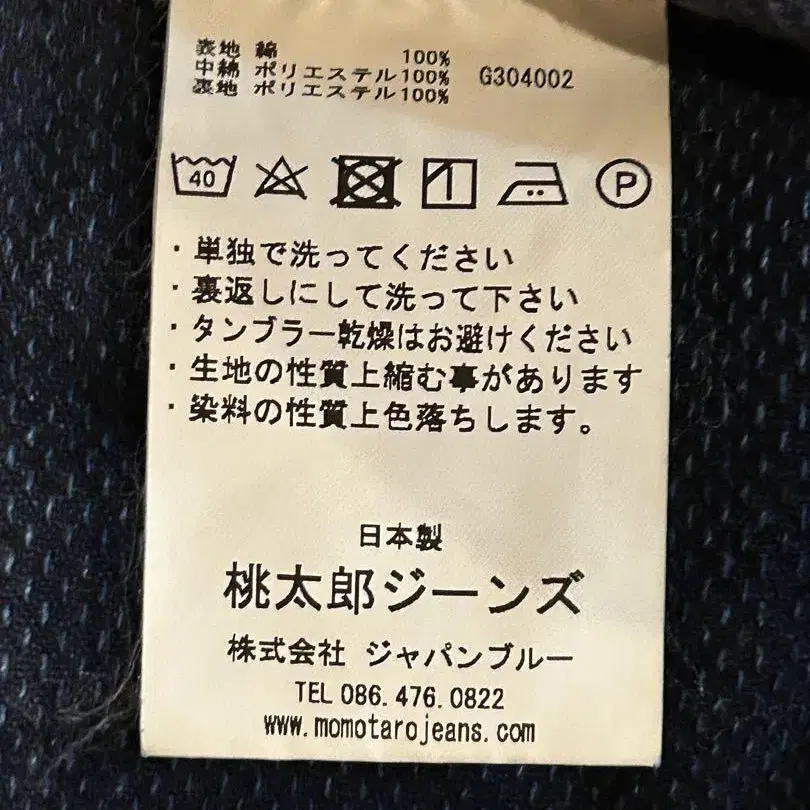 表地 綿 100%
中綿 ポリエステル100% G304002
裏地 ポリエステル100%
40 P
・単独で洗ってください
・裏返しにして洗って下さい
・タンブラー乾燥はお避けください
・生地の性質上縮む事があります
・染料の性質上色落ちします。
日本製
桃太郎ジーンズ
株式会社 ジャパンブルー
TEL 086.476.0822
www.momotarojeans.com